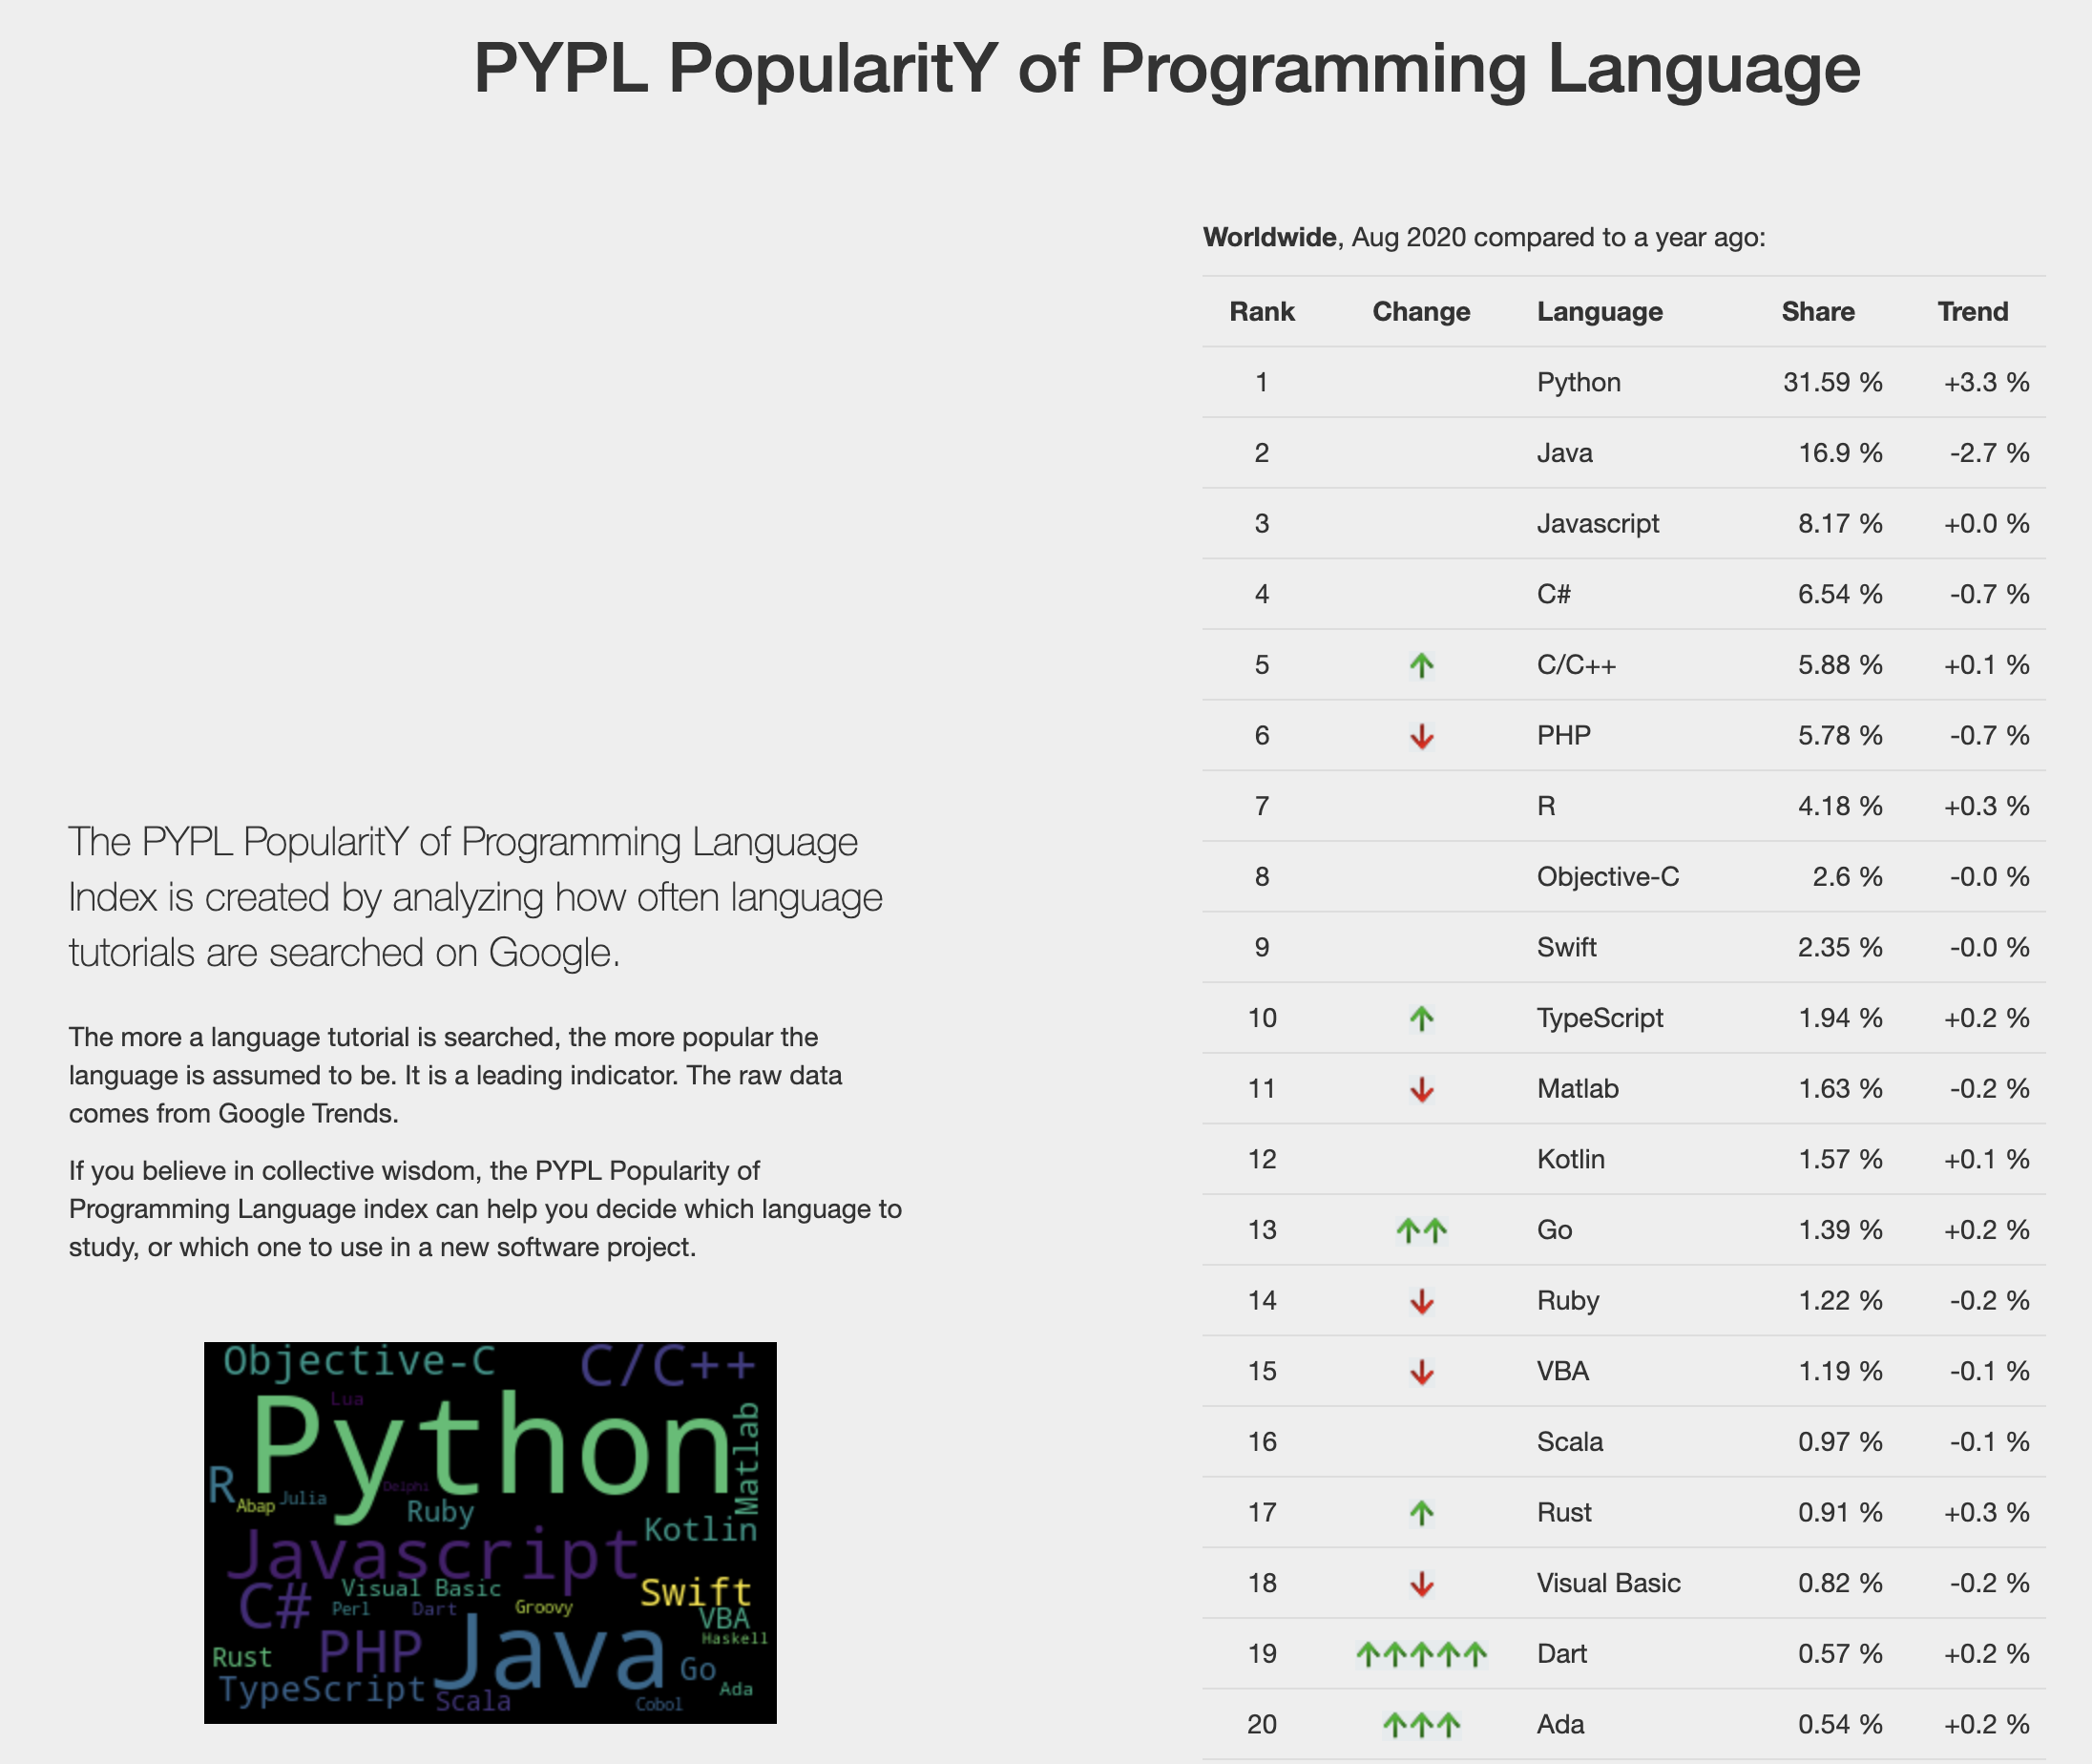 PYPL PopularitY of Programming Language
The PYPL PopularitY of Programming Language
Index is created by analyzing how often language
tutorials are searched on Google.
The more a language tutorial is searched, the more popular the
language is assumed to be. It is a leading indicator. The raw data
comes from Google Trends.
If you believe in collective wisdom, the PYPL Popularity of
Programming Language index can help you decide which language to
study, or which one to use in a new software project.
Objective-C C/C++
Lua
Python
Matlab
R
Abap Julia Delphi
Ruby
Kotlin
Javascript
Visual Basic Swift
C# Perl Dart Groovy
VBA
Haskell
Rust PHP Java Go
TypeScript Scala Cobol Ada
Worldwide, Aug 2020 compared to a year ago:
Rank Change Language Share Trend
1 Python 31.59 % +3.3 %
2 Java 16.9 % -2.7 %
3 Javascript 8.17 % +0.0 %
4 C# 6.54 % -0.7 %
5 ↑ C/C++ 5.88 % +0.1 %
6 ↓ PHP 5.78 % -0.7 %
7 R 4.18 % +0.3 %
8 Objective-C 2.6 % -0.0 %
9 Swift 2.35 % -0.0 %
10 ↑ TypeScript 1.94 % +0.2 %
11 ↓ Matlab 1.63 % -0.2 %
12 Kotlin 1.57 % +0.1 %
13 ↑↑ Go 1.39 % +0.2 %
14 ↓ Ruby 1.22 % -0.2 %
15 ↓ VBA 1.19 % -0.1 %
16 Scala 0.97 % -0.1 %
17 ↑ Rust 0.91 % +0.3 %
18 ↓ Visual Basic 0.82 % -0.2 %
19 ↑↑↑↑↑ Dart 0.57 % +0.2 %
20 ↑↑↑ Ada 0.54 % +0.2 %